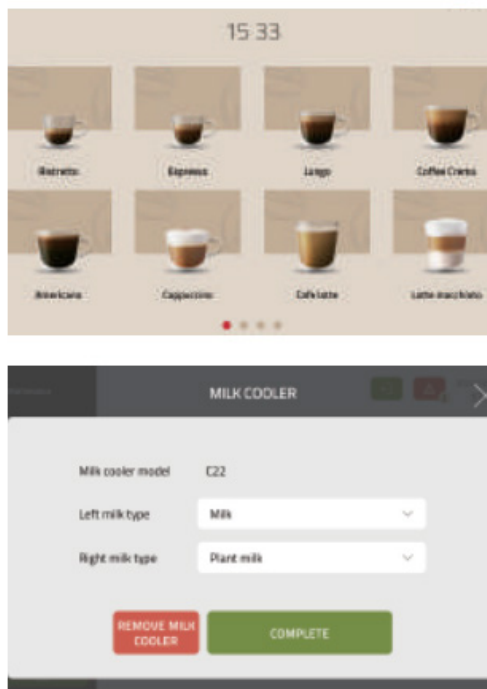 15 33
Ristretto Espresso Lungo Coffee Crema
Americano Cappuccino Cafe latte Latte macchiato
MILK COOLER
Milk cooler model C22
Left milk type Milk
Right milk type Plant milk
REMOVE MILK
COOLER
COMPLETE